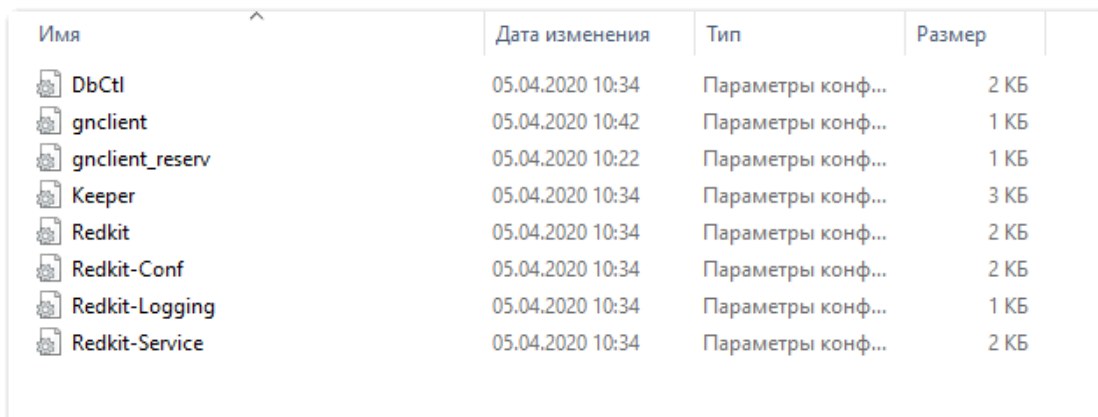 Имя Дата изменения Тип Размер
DbCtl 05.04.2020 10:34 Параметры конф... 2 КБ
gnclient 05.04.2020 10:42 Параметры конф... 1 КБ
gnclient_reserv 05.04.2020 10:22 Параметры конф... 1 КБ
Keeper 05.04.2020 10:34 Параметры конф... 3 КБ
Redkit 05.04.2020 10:34 Параметры конф... 2 КБ
Redkit-Conf 05.04.2020 10:34 Параметры конф... 2 КБ
Redkit-Logging 05.04.2020 10:34 Параметры конф... 1 КБ
Redkit-Service 05.04.2020 10:34 Параметры конф... 2 КБ